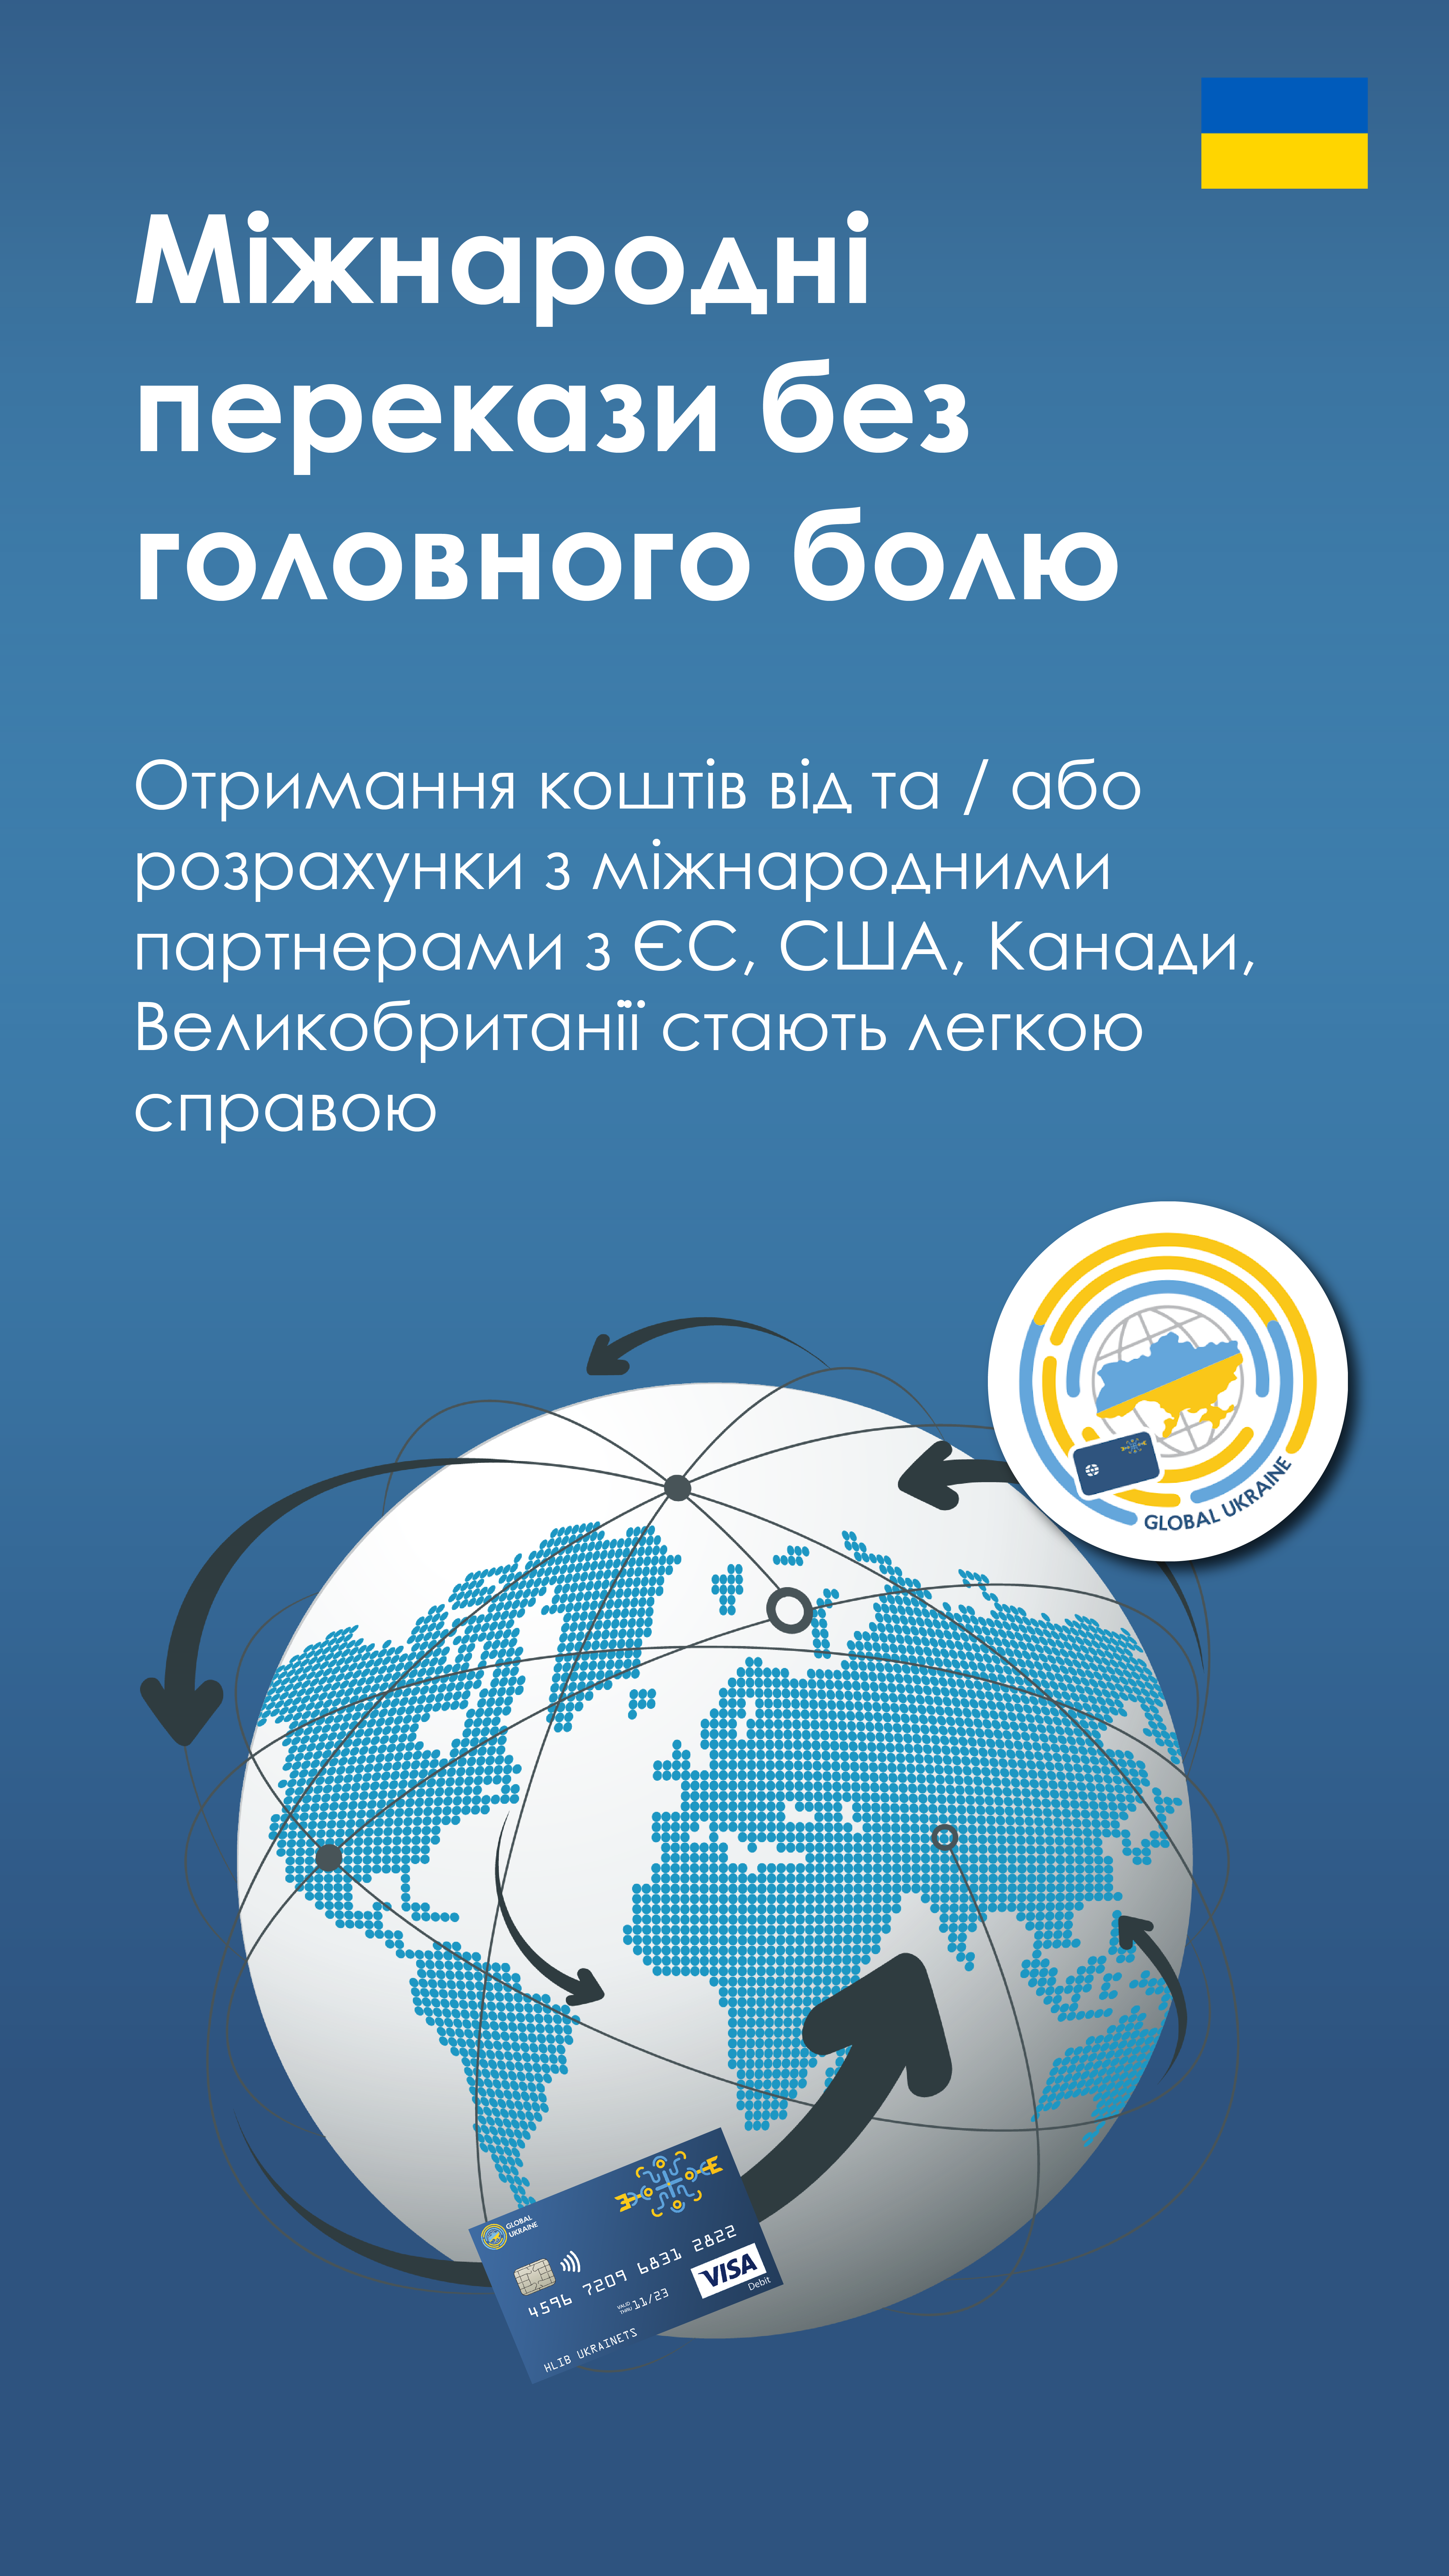 Міжнародні
перекази без
головного болю
Отримання коштів від та / або
розрахунки з міжнародними
партнерами з ЄС, США, Канади,
Великобританії стають легкою
справою
GLOBAL UKRAINE
GLOBAL
UKRAINE
4596 7209 6831 2822
VALID
THRU 11/23
VISA
Debit
HLIB UKRAINETS